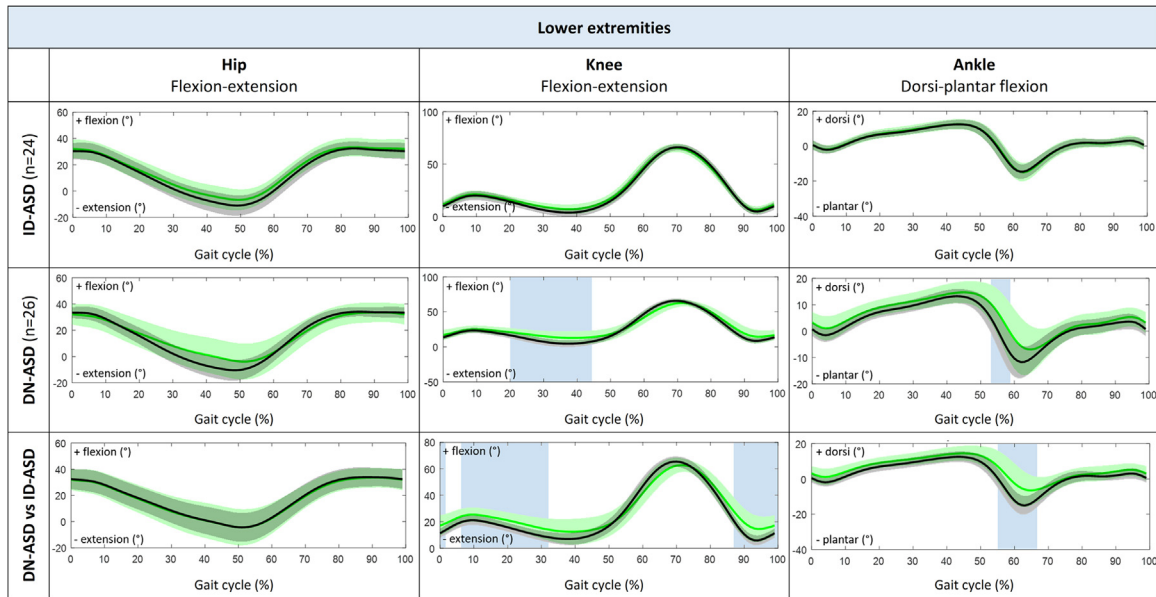 Lower extremities
Hip
Flexion-extension
Knee
Flexion-extension
Ankle
Dorsi-plantar flexion
ID-ASD (n=24)
60
40
20
0
-20
+ flexion (°)
- extension (°)
0 10 20 30 40 50 60 70 80 90 100
Gait cycle (%)
100
50
0
+ flexion (°)
- extension (°)
0 10 20 30 40 50 60 70 80 90 100
Gait cycle (%)
20
0
-20
-40
+ dorsi (°)
- plantar (°)
0 10 20 30 40 50 60 70 80 90 100
Gait cycle (%)
DN-ASD (n=26)
60
40
20
0
-20
+ flexion (°)
- extension (°)
0 10 20 30 40 50 60 70 80 90 100
Gait cycle (%)
100
50
0
-50
+ flexion (°)
- extension (°)
0 10 20 30 40 50 60 70 80 90 100
Gait cycle (%)
20
10
0
-10
-20
+ dorsi (°)
- plantar (°)
0 10 20 30 40 50 60 70 80 90 100
Gait cycle (%)
DN-ASD vs ID-ASD
60
40
20
0
-20
+ flexion (°)
- extension (°)
0 10 20 30 40 50 60 70 80 90 100
Gait cycle (%)
80
60
40
20
0
+ flexion (°)
- extension (°)
0 10 20 30 40 50 60 70 80 90 100
Gait cycle (%)
20
0
-20
-40
+ dorsi (°)
- plantar (°)
0 10 20 30 40 50 60 70 80 90 100
Gait cycle (%)